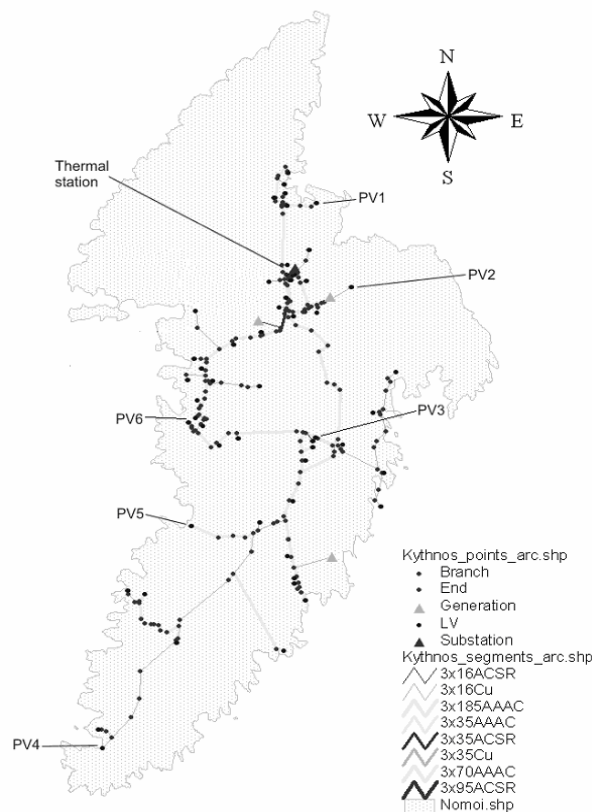 N
W
E
S
Thermal
station
PV1
PV2
PV3
PV6
PV5
PV4
Kythnos_points_arc.shp
Branch
End
Generation
LV
Substation
Kythnos_segments_arc.shp
3x16ACSR
3x16Cu
3x185AAAC
3x35AAAC
3x35ACSR
3x35Cu
3x70AAAC
3x95ACSR
Nomoi.shp